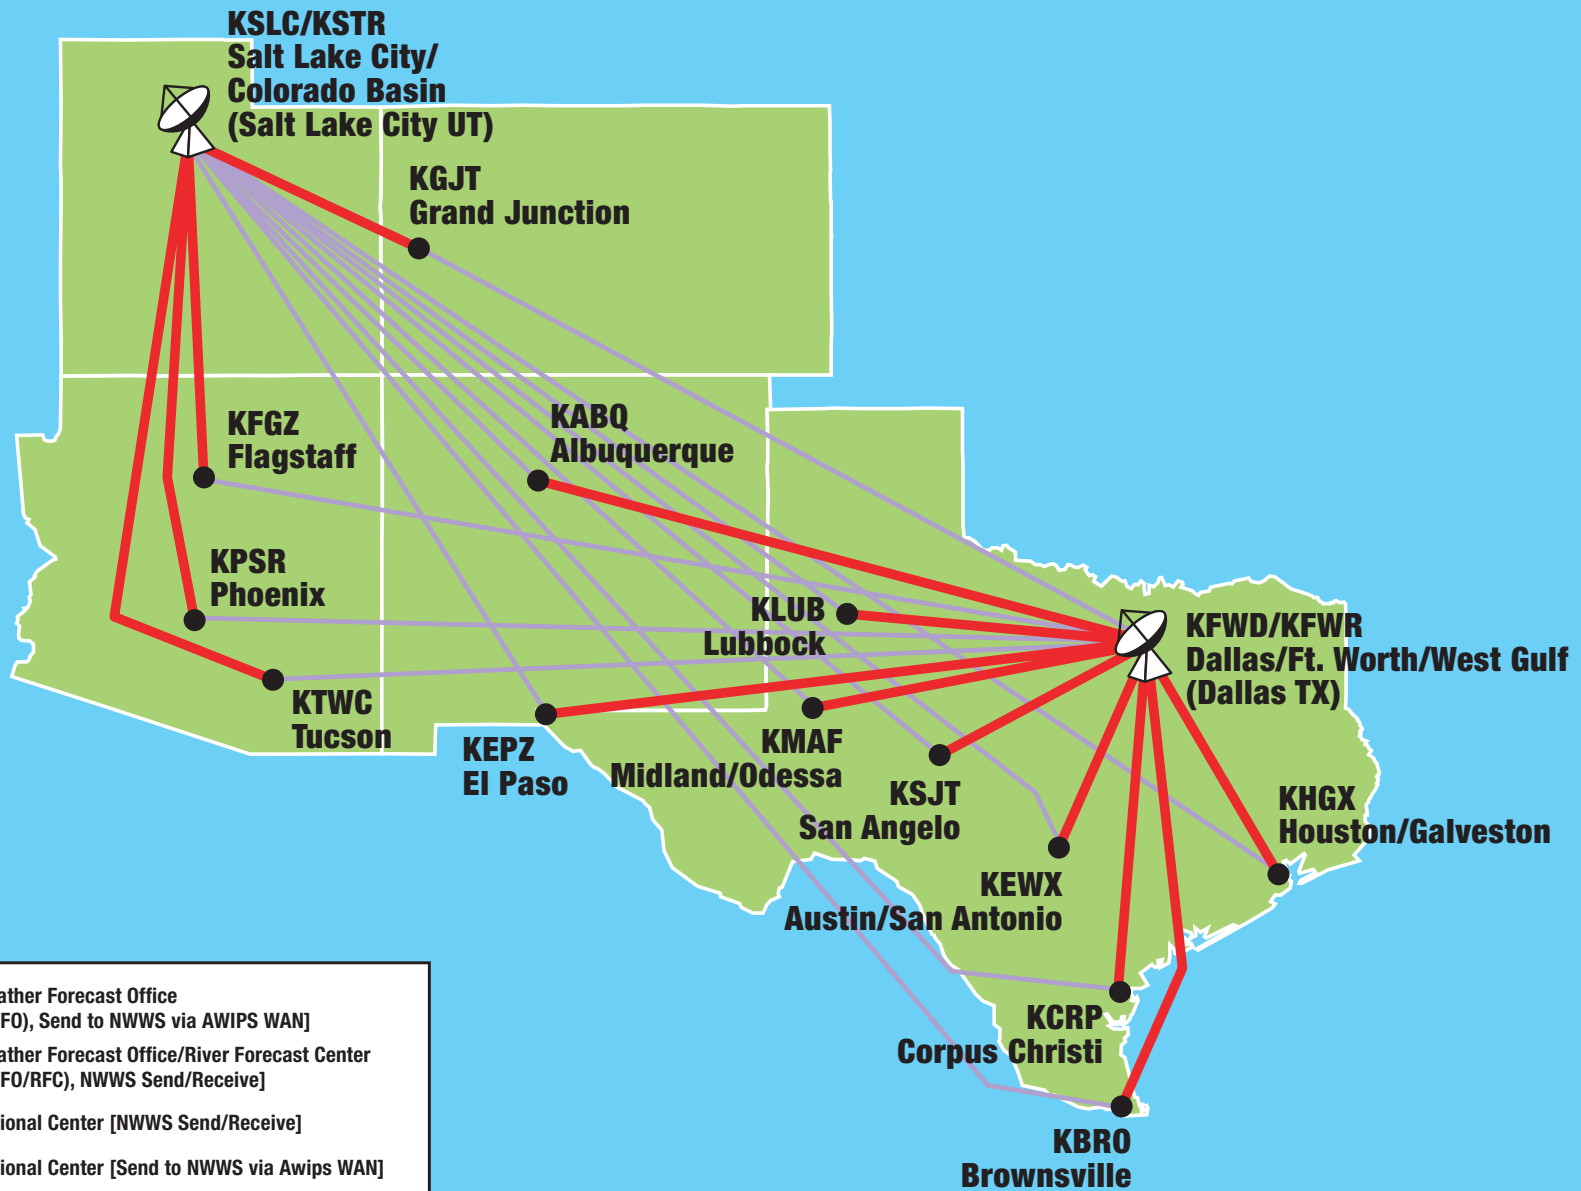 KSLC/KSTR
Salt Lake City/
Colorado Basin
(Salt Lake City UT)
KGJT
Grand Junction
KFGZ
Flagstaff
KABQ
Albuquerque
KPSR
Phoenix
KLUB
Lubbock
KFWD/KFWR
Dallas/Ft. Worth/West Gulf
(Dallas TX)
KTWC
Tucson
KEPZ
El Paso
KMAF
Midland/Odessa
KSJT
San Angelo
KHGX
Houston/Galveston
KEWX
Austin/San Antonio
KCRP
Corpus Christi
KBRO
Brownsville
ather Forecast Office
FO), Send to NWWS via AWIPS WAN]
ather Forecast Office/River Forecast Center
FO/RFC), NWWS Send/Receive]
ional Center [NWWS Send/Receive]
ional Center [Send to NWWS via Awips WAN]